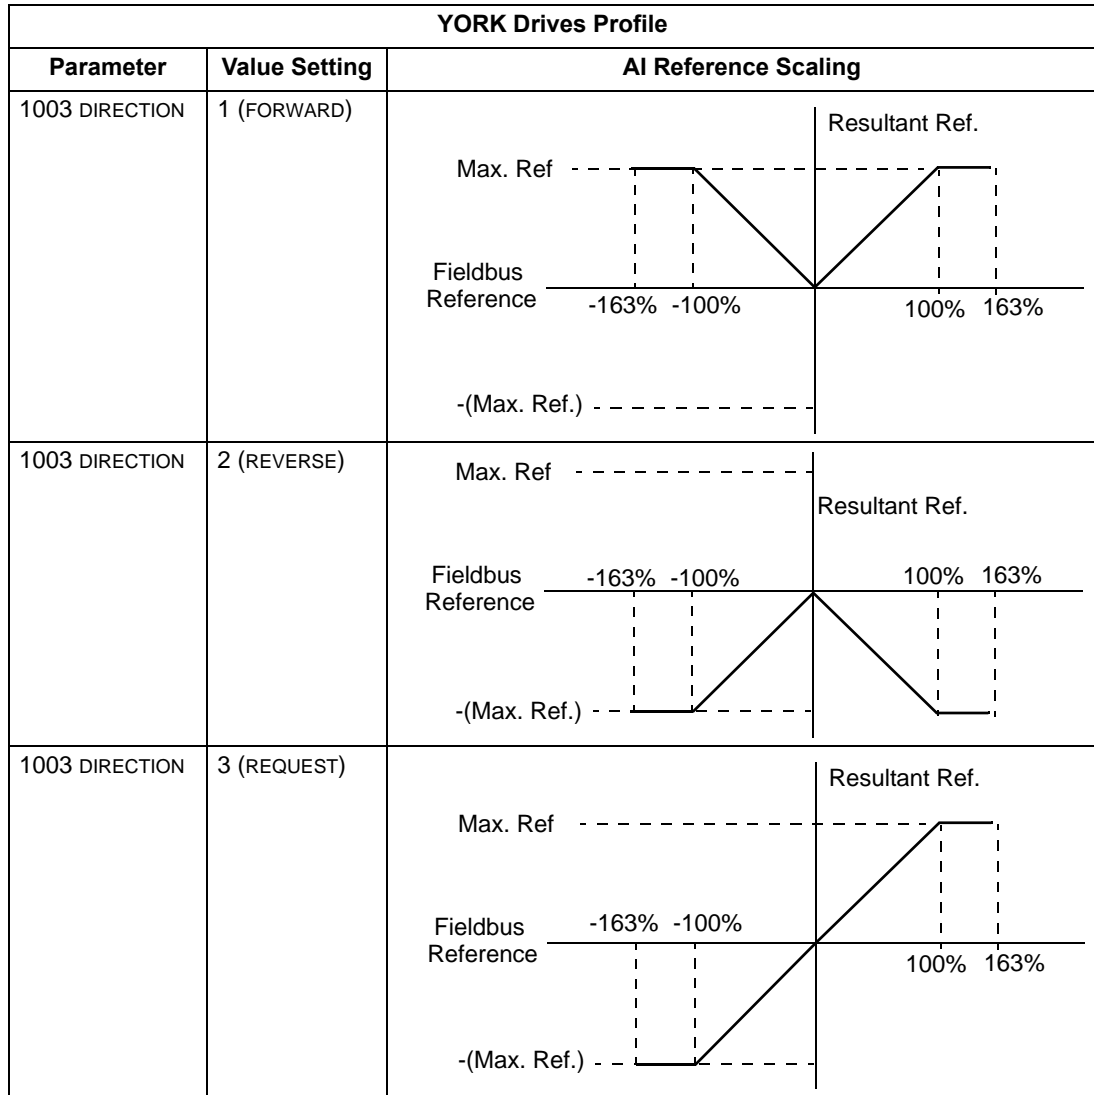 YORK Drives Profile
Parameter Value Setting AI Reference Scaling
1003 DIRECTION 1 (FORWARD)
Resultant Ref.
Max. Ref
Fieldbus
Reference
-163% -100%
100% 163%
-(Max. Ref.)
1003 DIRECTION 2 (REVERSE)
Max. Ref
Resultant Ref.
Fieldbus
Reference
-163% -100%
100% 163%
-(Max. Ref.)
1003 DIRECTION 3 (REQUEST)
Resultant Ref.
Max. Ref
-163% -100%
Fieldbus
Reference
100% 163%
-(Max. Ref.)